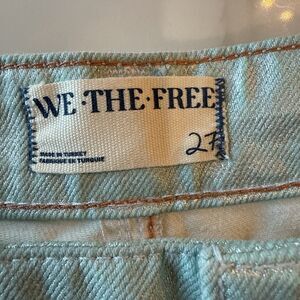 WE·THE·FREE
27
MADE IN TURKEY
FABRIQUÉ EN TURQUIE